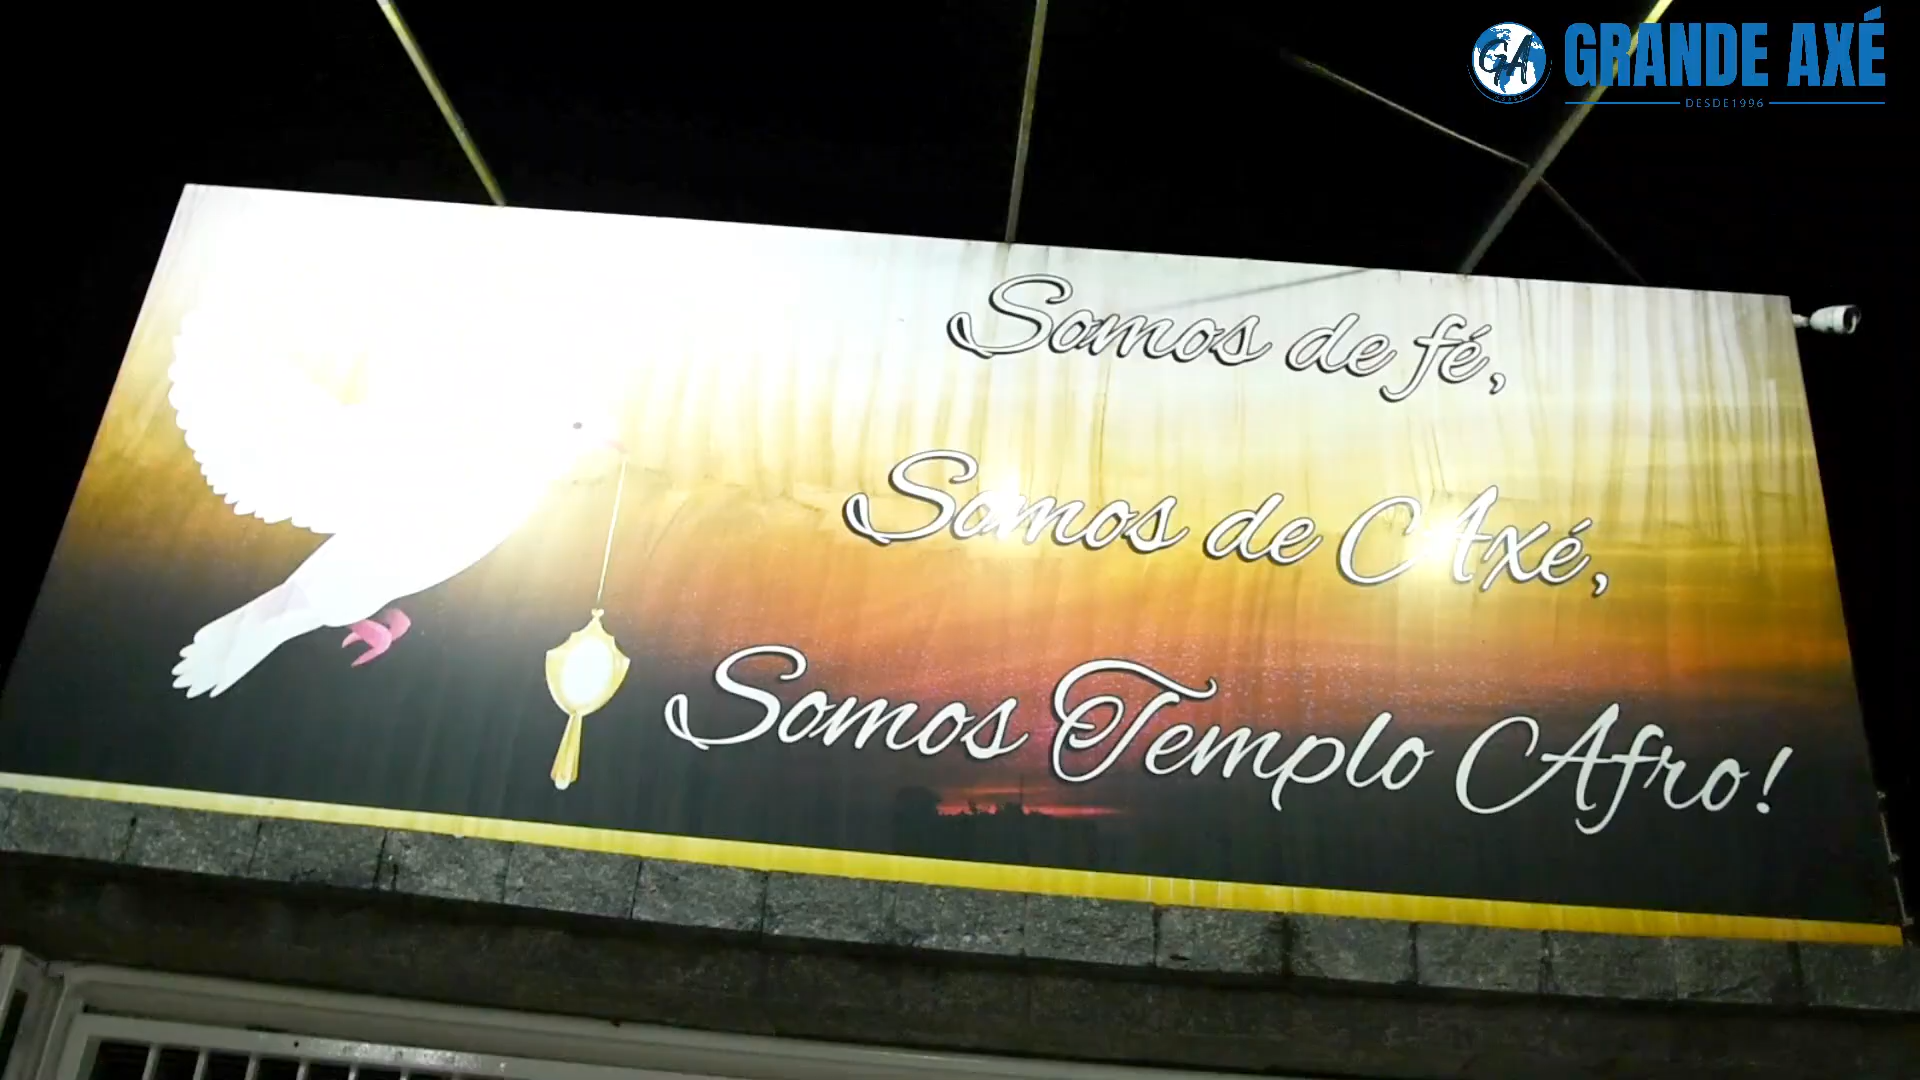 GRANDE AXÉ
DESDE1996
Somos de fé,
Somos de Axé,
Somos Templo Afro!